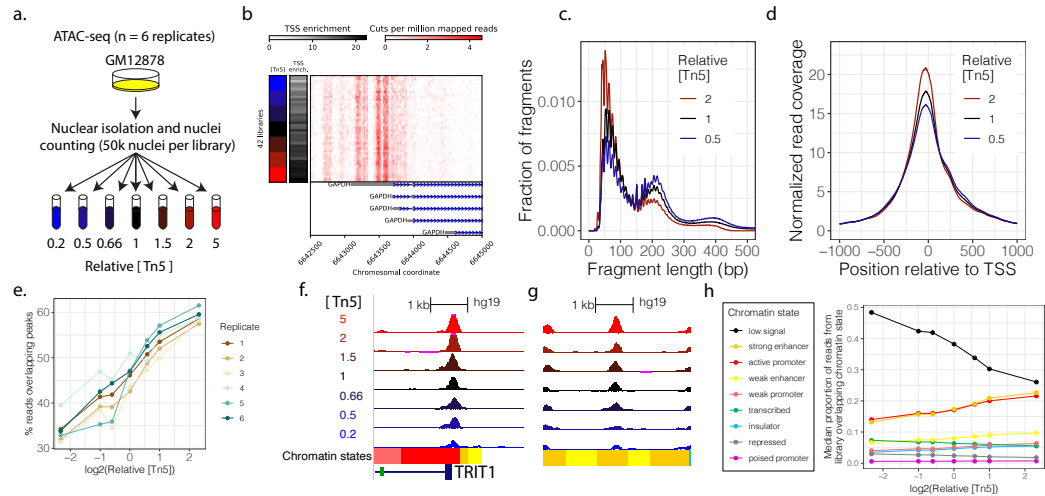 a.
ATAC-seq (n = 6 replicates)
GM12878
Nuclear isolation and nuclei
counting (50k nuclei per library)
0.2 0.5 0.66 1 1.5 2 5
Relative [Tn5]
b
TSS enrichment
0 10 20
Cuts per million mapped reads
0 2 4
[Tn5]
TSS
enrich.
42 libraries
GAPDH
GAPDH
GAPDH
GAPDH
GAPDH
6642500 6643000 6643500 6644000 6644500 6645000
Chromosomal coordinate
c.
Fraction of fragments
0.010
0.005
0.000
Relative
[Tn5]
2
1
0.5
0 100 200 300 400 500
Fragment length (bp)
d
Normalized read coverage
25
20
15
10
5
0
Relative
[Tn5]
2
1
0.5
-1000 -500 0 500 1000
Position relative to TSS
e.
% reads overlapping peaks
60
50
40
30
-2 -1 0 1 2
log2(Relative [Tn5])
Replicate
1
2
3
4
5
6
f.
[Tn5]
5
2
1.5
1
0.66
0.5
0.2
1 kb hg19
Chromatin states
TRIT1
g
1 kb hg19
h
Chromatin state
low signal
strong enhancer
active promoter
weak enhancer
weak promoter
transcribed
insulator
repressed
poised promoter
Median proportion of reads from
library overlapping chromatin state
0.5
0.4
0.3
0.2
0.1
0.0
-2 -1 0 1 2
log2(Relative [Tn5])